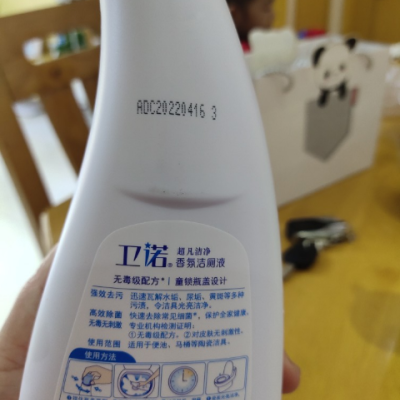 ADC20220416 3
卫诺® 超凡洁净
香氛洁厕液
无毒级配方*|童锁瓶盖设计
强效去污 迅速瓦解水垢、尿垢、黄斑等多种
污渍,令洁具光亮洁净。
高效除菌 快速去除常见细菌*,保护全家健康。
无毒无刺激 专业机构检测证明:
①无毒级配方,②对皮肤无刺激性。
使用范围 适用于便池、马桶等陶瓷洁具。
使用方法